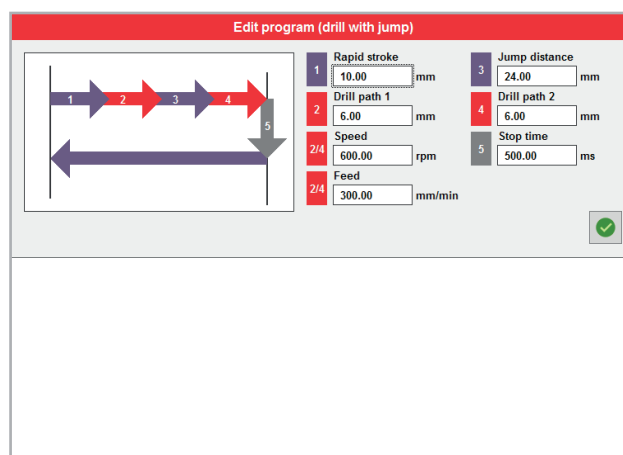 Edit program (drill with jump)
1 2 3 4
5
Rapid stroke
1 10.00 mm
Drill path 1
2 6.00 mm
Speed
2/4 600.00 rpm
Feed
2/4 300.00 mm/min
Jump distance
3 24.00 mm
Drill path 2
4 6.00 mm
Stop time
5 500.00 ms